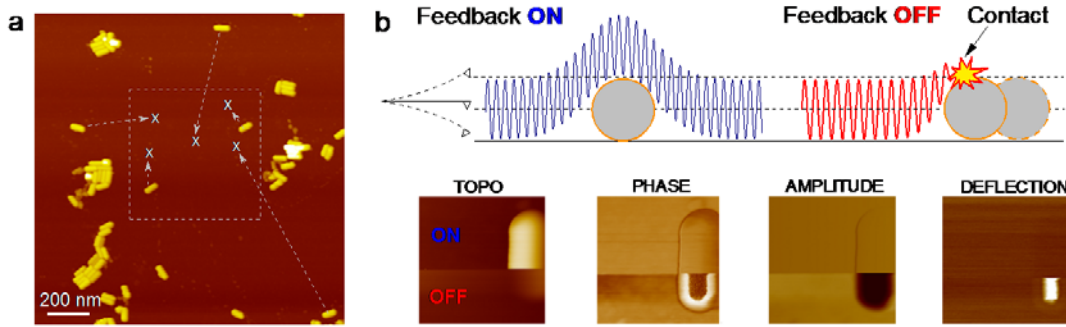 a
X
X
X
X
X
200 nm
b
Feedback ON
Feedback OFF
Contact
TOPO
PHASE
AMPLITUDE
DEFLECTION
ON
OFF